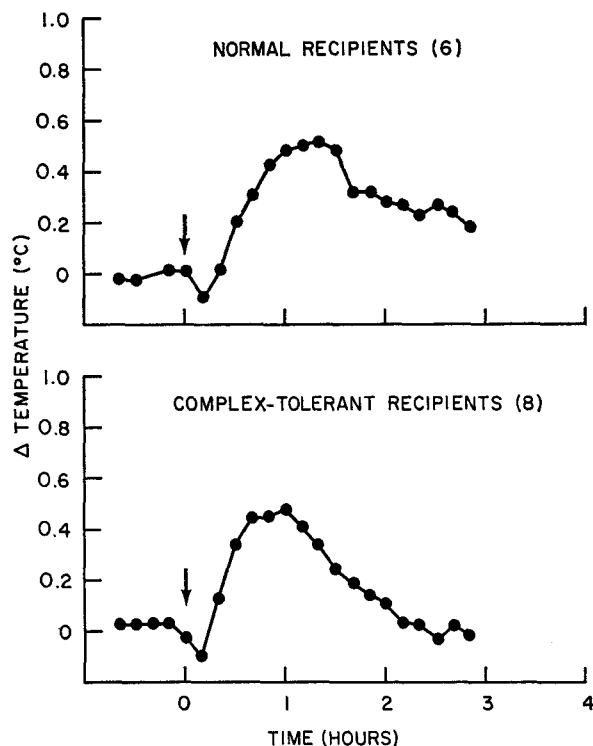 NORMAL RECIPIENTS (6)
1.0
0.8
0.6
0.4
0.2
0
Δ TEMPERATURE (°C)
COMPLEX-TOLERANT RECIPIENTS (8)
1.0
0.8
0.6
0.4
0.2
0
0 1 2 3 4
TIME (HOURS)